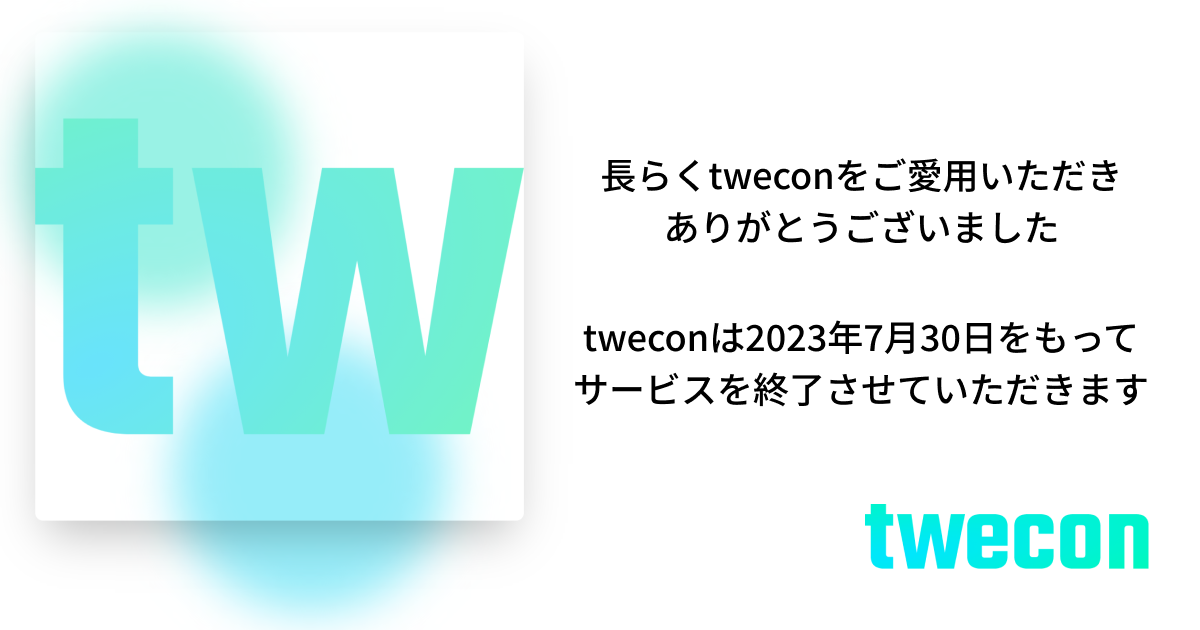 tw
長らくtweconをご愛用いただき
ありがとうございました
tweconは2023年7月30日をもって
サービスを終了させていただきます
twecon